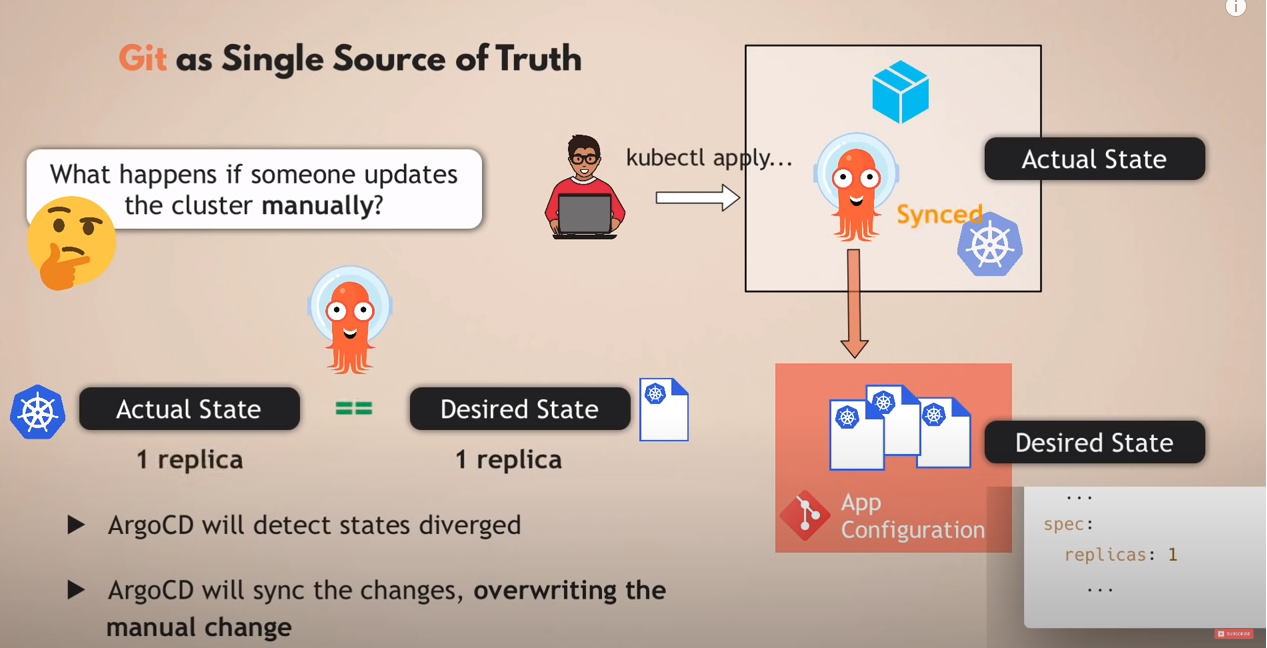 Git as Single Source of Truth
What happens if someone updates
the cluster manually?
kubectl apply...
Actual State
Synced
Actual State
==
Desired State
1 replica
1 replica
Desired State
App
Configuration
...
spec:
replicas: 1
...
▶ ArgoCD will detect states diverged
▶ ArgoCD will sync the changes, overwriting the
manual change
SUBSCRIBE
i